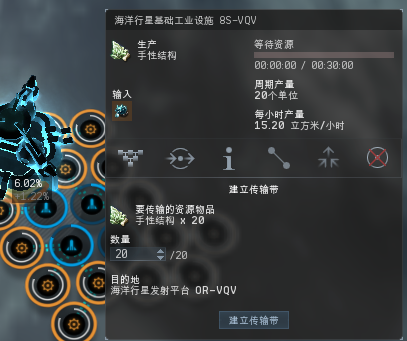 海洋行星基础工业设施 8S-VQV
生产
手性结构
等待资源
00:00:00 / 00:30:00
输入
周期产量
20个单位
每小时产量
15.20 立方米/小时
6.02%
+1.22%
建立传输带
要传输的资源物品
手性结构 x 20
数量
20 /20
目的地
海洋行星发射平台 OR-VQV
建立传输带